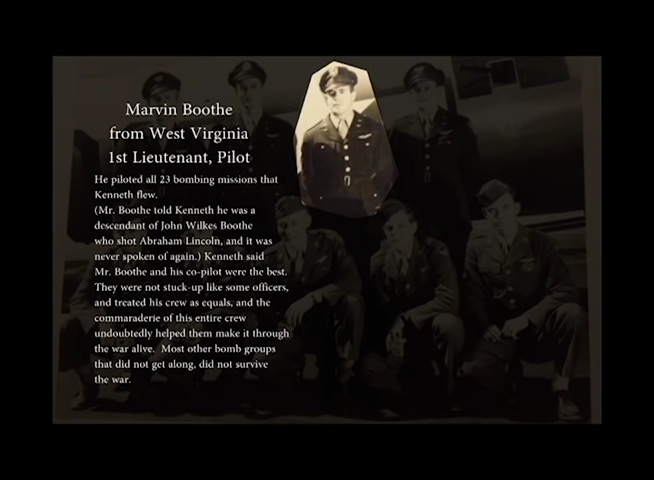 Marvin Boothe
from West Virginia
1st Lieutenant, Pilot
He piloted all 23 bombing missions that
Kenneth flew.
(Mr. Boothe told Kenneth he was a
descendant of John Wilkes Boothe
who shot Abraham Lincoln, and it was
never spoken of again.) Kenneth said
Mr. Boothe and his co-pilot were the best.
They were not stuck-up like some officers,
and treated his crew as equals, and the
commaraderie of this entire crew
undoubtedly helped them make it through
the war alive. Most other bomb groups
that did not get along, did not survive
the war.